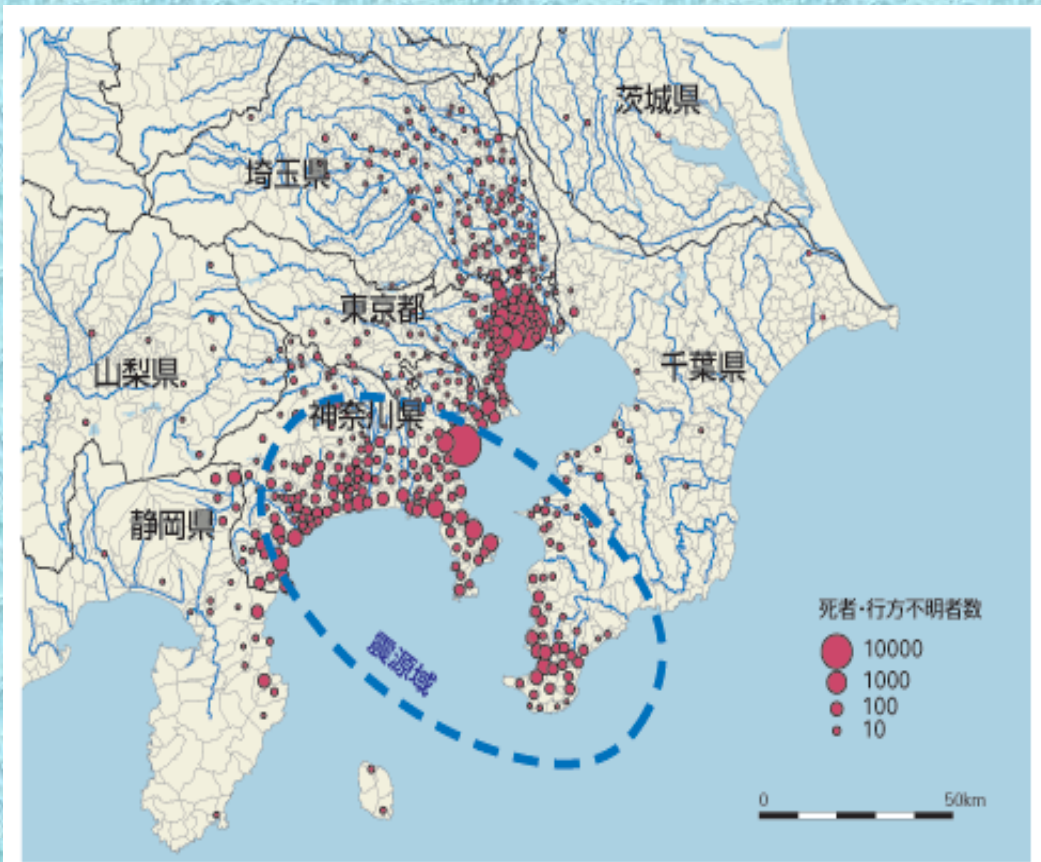 茨城県
埼玉県
東京都
山梨県
千葉県
神奈川県
静岡県
震源域
死者・行方不明者数
10000
1000
100
10
0 50km